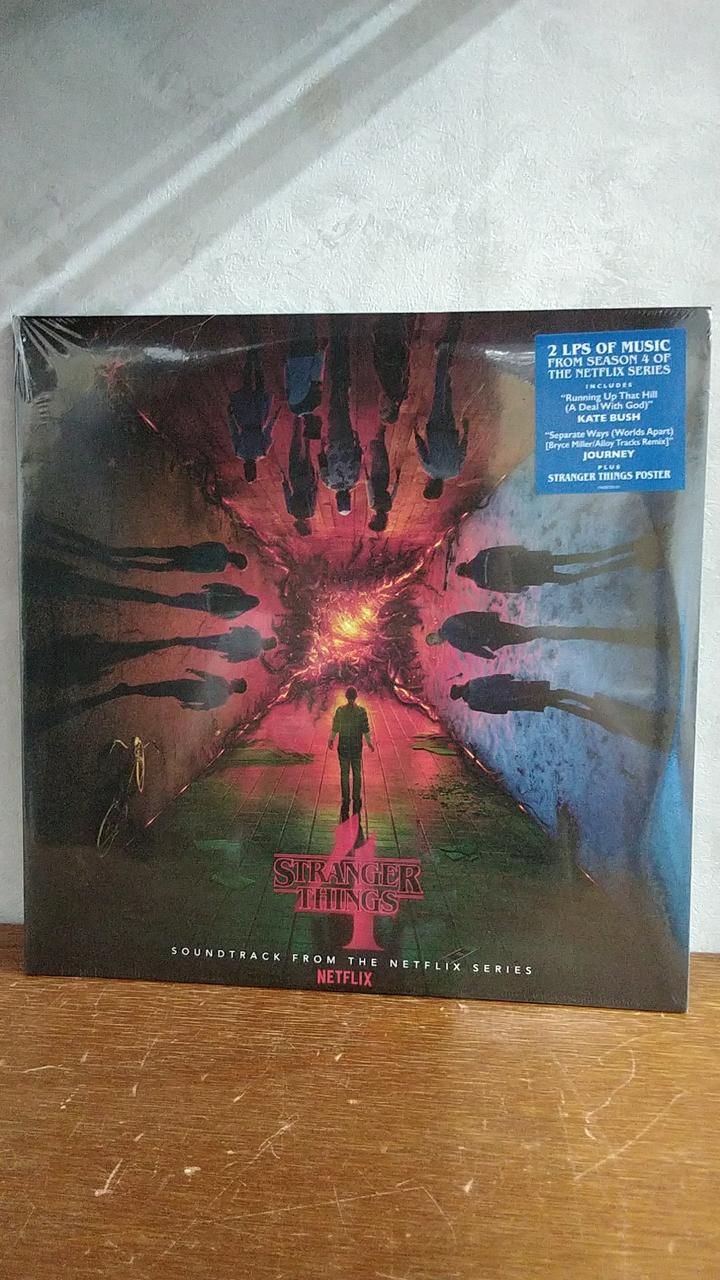 2 LPS OF MUSIC
FROM SEASON 4 OF
THE NETFLIX SERIES
INCLUDES
“Running Up That Hill
(A Deal With God)”
KATE BUSH
“Separate Ways (Worlds Apart)
[Bryce Miller/Alloy Tracks Remix]”
JOURNEY
PLUS
STRANGER THINGS POSTER
STRANGER
THINGS
4
SOUNDTRACK FROM THE NETFLIX SERIES
NETFLIX